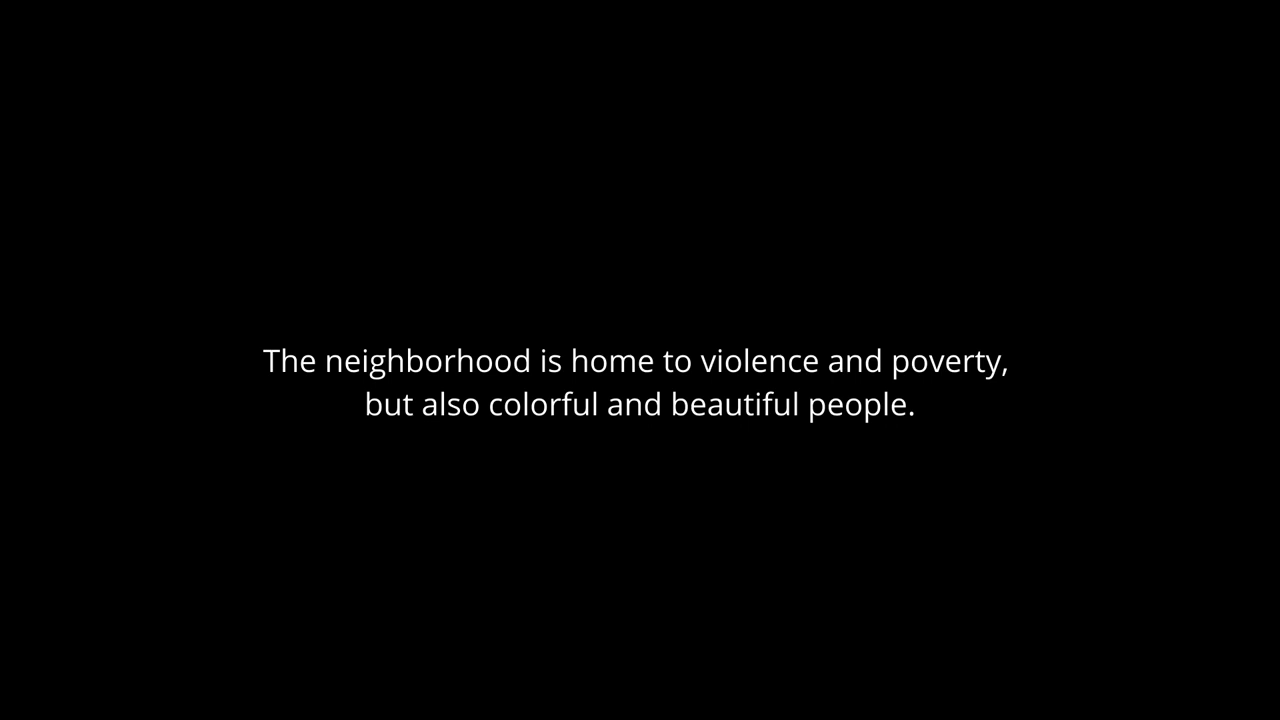 The neighborhood is home to violence and poverty,
but also colorful and beautiful people.